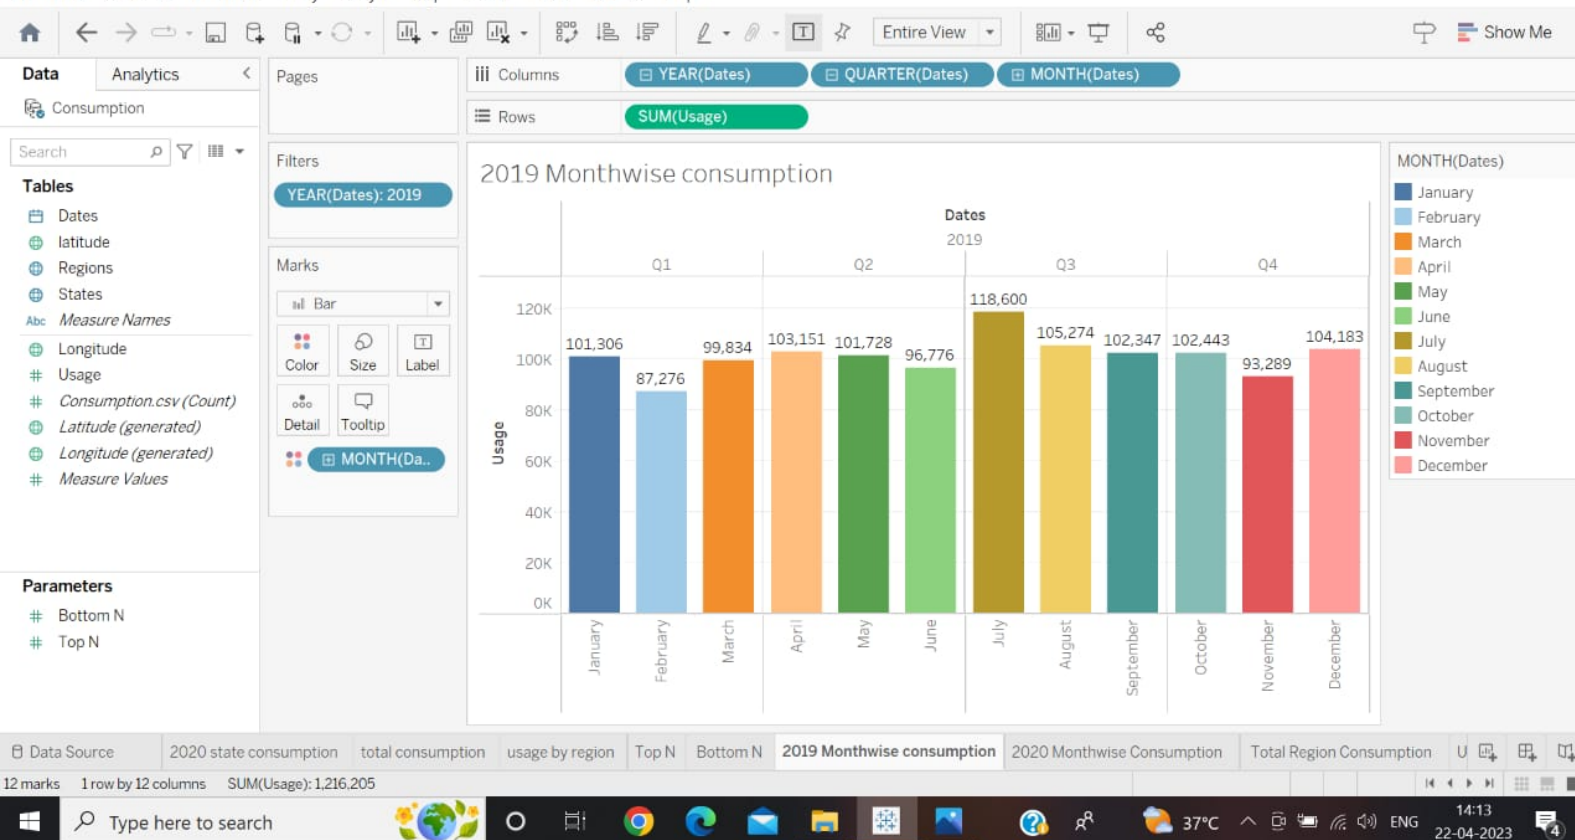 Entire View
Show Me
Data
Analytics
Pages
Columns
YEAR(Dates)
QUARTER(Dates)
MONTH(Dates)
Consumption
Rows
SUM(Usage)
Search
Filters
YEAR(Dates): 2019
Tables
Dates
latitude
Regions
States
Abc Measure Names
Longitude
# Usage
# Consumption.csv (Count)
Latitude (generated)
Longitude (generated)
# Measure Values
Marks
Bar
Color Size Label
Detail Tooltip
MONTH(Da..
Parameters
# Bottom N
# Top N
2019 Monthwise consumption
Dates
2019
Q1 Q2 Q3 Q4
Usage
120K
100K
80K
60K
40K
20K
0K
101,306
87,276
99,834
103,151
101,728
96,776
118,600
105,274
102,347
102,443
93,289
104,183
January
February
March
April
May
June
July
August
September
October
November
December
MONTH(Dates)
January
February
March
April
May
June
July
August
September
October
November
December
Data Source 2020 state consumption total consumption usage by region Top N Bottom N 2019 Monthwise consumption 2020 Monthwise Consumption Total Region Consumption U
12 marks 1 row by 12 columns SUM(Usage): 1,216,205
Type here to search
37°C
ENG
14:13
22-04-2023
4